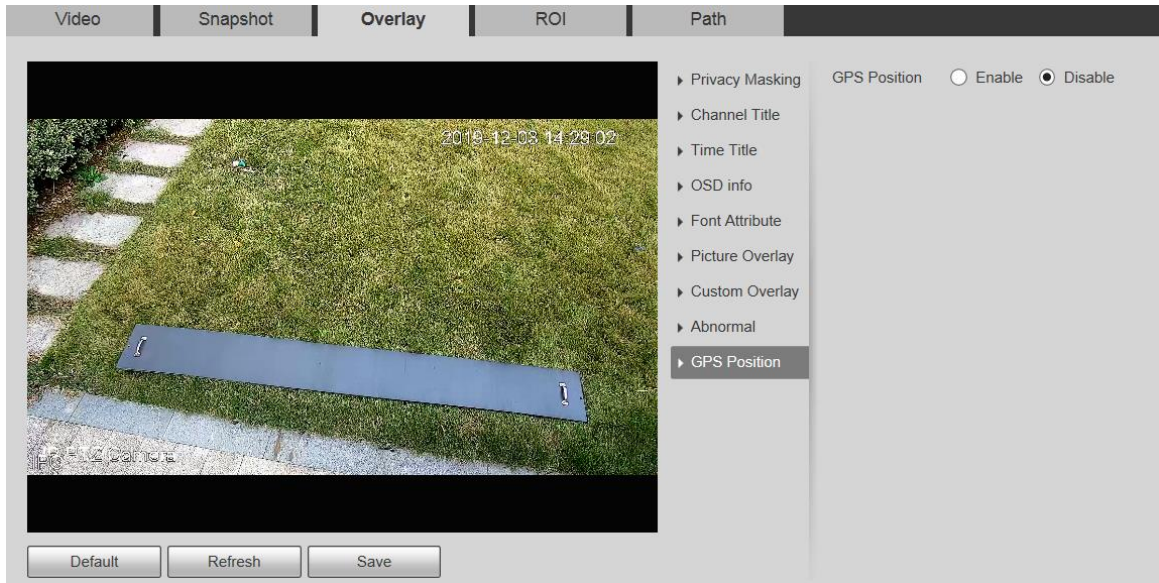 Video Snapshot Overlay ROI Path
Privacy Masking
Channel Title
Time Title
OSD info
Font Attribute
Picture Overlay
Custom Overlay
Abnormal
GPS Position
GPS Position Enable Disable
2019-12-03 14:29:02
Camera
Default Refresh Save